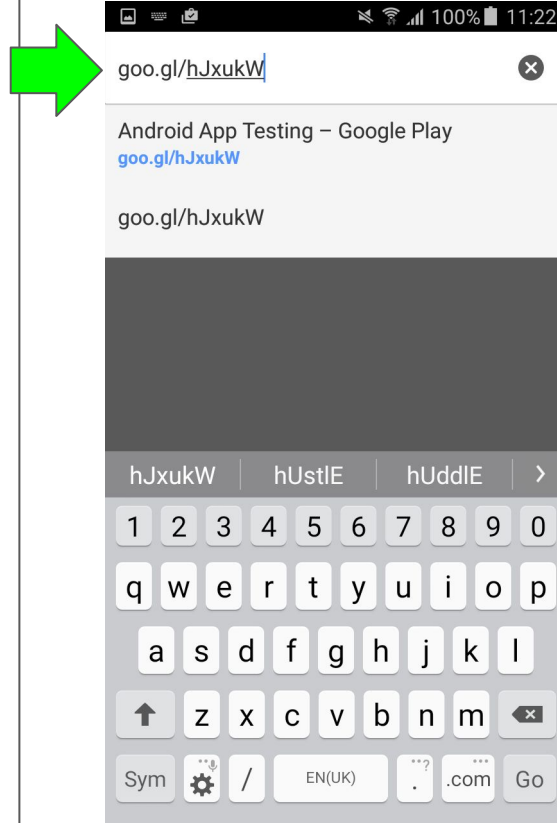 100% 11:22
goo.gl/hJxukW
Android App Testing – Google Play
goo.gl/hJxukW
goo.gl/hJxukW
hJxukW hUstlE hUddlE >
1 2 3 4 5 6 7 8 9 0
q w e r t y u i o p
a s d f g h j k l
z x c v b n m
Sym / EN(UK) ...? . .com Go